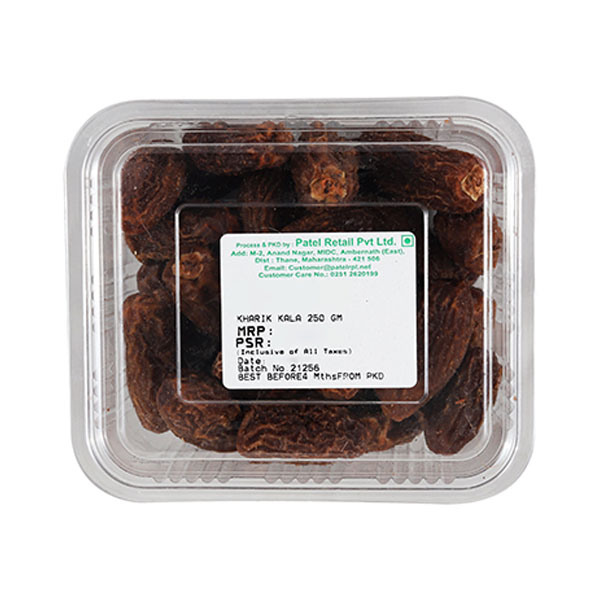 Process & PKD by : Patel Retail Pvt Ltd.
Add: M-2, Anand Nagar, MIDC, Ambernath (East),
Dist : Thane, Maharashtra - 421 506
Email: Customer@patelrpl.net
Customer Care No.: 0251 2620199
KHARIK KALA 250 GM
MRP:
PSR:
(Inclusive of All Taxes)
Date:
Batch No 21256
BEST BEFORE4 MthsFROM PKD